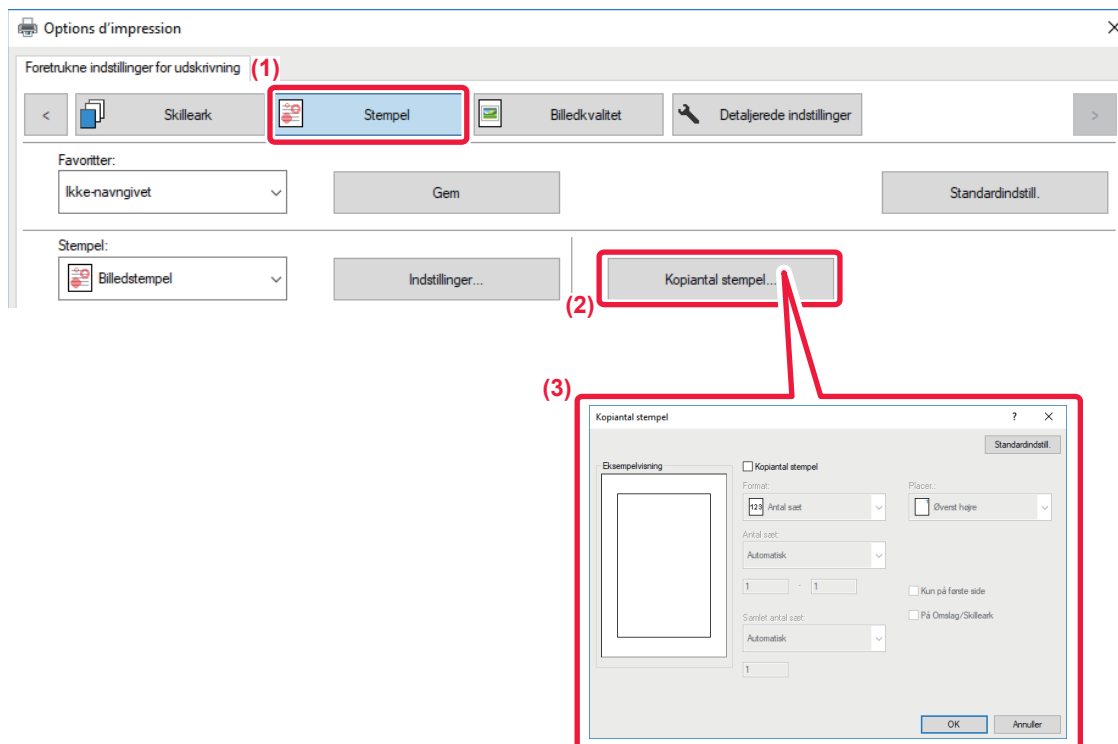 Options d'impression
Foretrukne indstillinger for udskrivning
(1)
< Skilleark Stempel Billedkvalitet Detaljerede indstillinger >
Favoritter:
Ikke-navngivet Gem Standardindstill.
Stempel:
Billedstempel Indstillinger... Kopiantal stempel...
(2)
(3)
Kopiantal stempel ?
Standardindstill.
Eksempelvisning Kopiantal stempel
Format: Placer.:
123 Antal sæt Øverst højre
Antal sæt:
Automatisk
1 - 1 Kun på første side
På Omslag/Skilleark
Samlet antal sæt:
Automatisk
1
OK Annuller